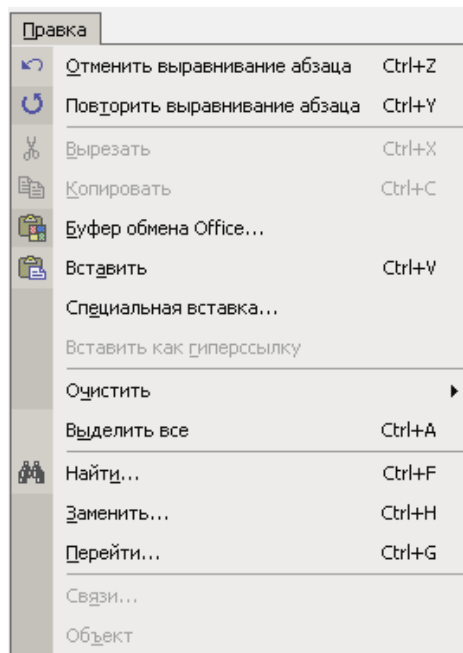 Правка
Отменить выравнивание абзаца Ctrl+Z
Повторить выравнивание абзаца Ctrl+Y
Вырезать Ctrl+X
Копировать Ctrl+C
Буфер обмена Office...
Вставить Ctrl+V
Специальная вставка...
Вставить как гиперссылку
Очистить
Выделить все Ctrl+A
Найти... Ctrl+F
Заменить... Ctrl+H
Перейти... Ctrl+G
Связи...
Объект